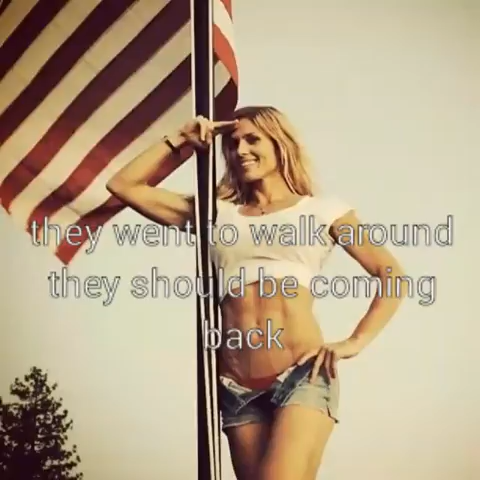 they went to walk around
they should be coming
back